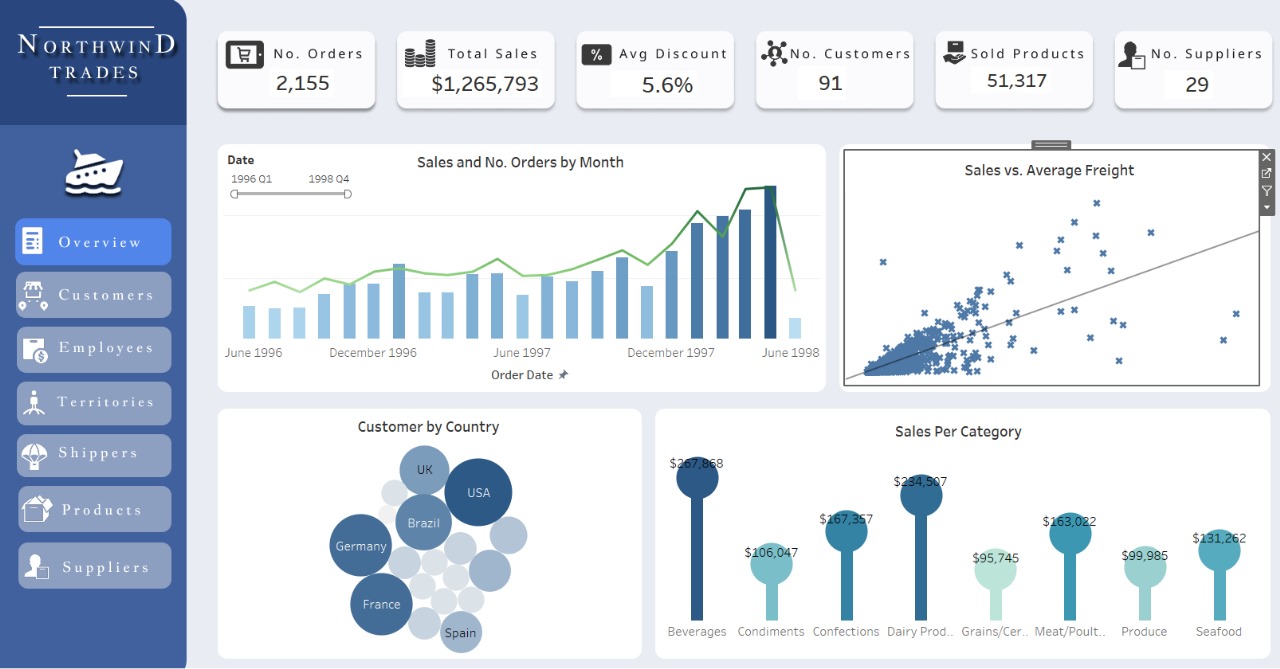 NORTHWIND
TRADES
Overview
Customers
Employees
Territories
Shippers
Products
Suppliers
No. Orders
2,155
Total Sales
$1,265,793
%
Avg Discount
5.6%
No. Customers
91
Sold Products
51,317
No. Suppliers
29
Date
1996 Q1
1998 Q4
Sales and No. Orders by Month
June 1996
December 1996
June 1997
December 1997
June 1998
Order Date
Sales vs. Average Freight
Customer by Country
UK
USA
Brazil
Germany
France
Spain
Sales Per Category
$267,868
$106,047
$167,357
$234,507
$95,745
$163,022
$99,985
$131,262
Beverages
Condiments
Confections
Dairy Prod..
Grains/Cer..
Meat/Poult..
Produce
Seafood